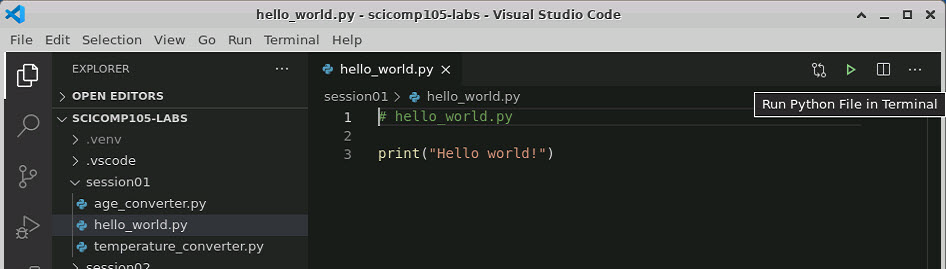 hello_world.py - scicomp105-labs - Visual Studio Code
File Edit Selection View Go Run Terminal Help
EXPLORER
OPEN EDITORS
SCICOMP105-LABS
.venv
.vscode
session01
age_converter.py
hello_world.py
temperature_converter.py
session02
hello_world.py
session01 > hello_world.py
Run Python File in Terminal
1 # hello_world.py
2
3 print("Hello world!")